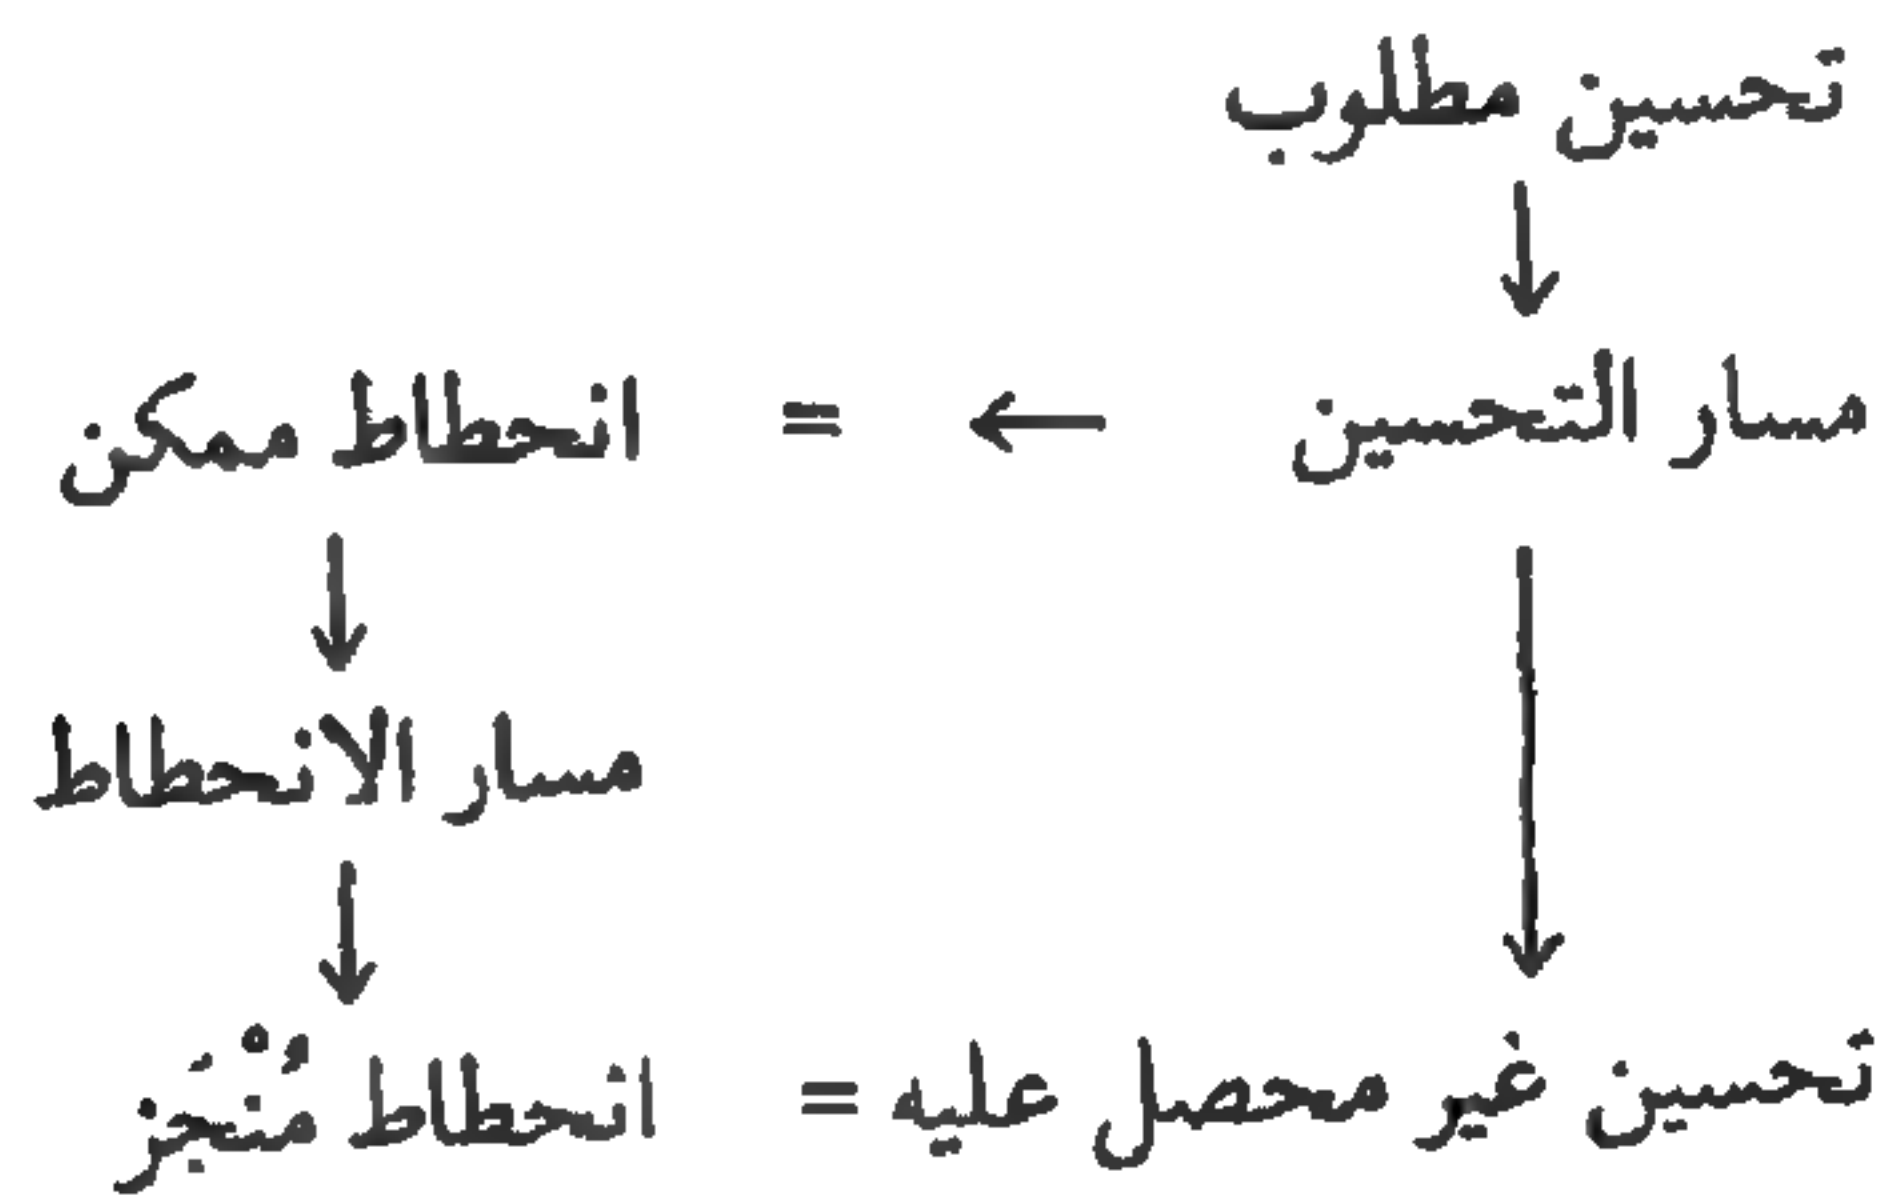 تحسين مطلوب
↓
مسار التحسين ← = انحطاط ممكن
↓ ↓
مسار الانحطاط
↓
تحسين غير محصل عليه = انحطاط مُنْجَز